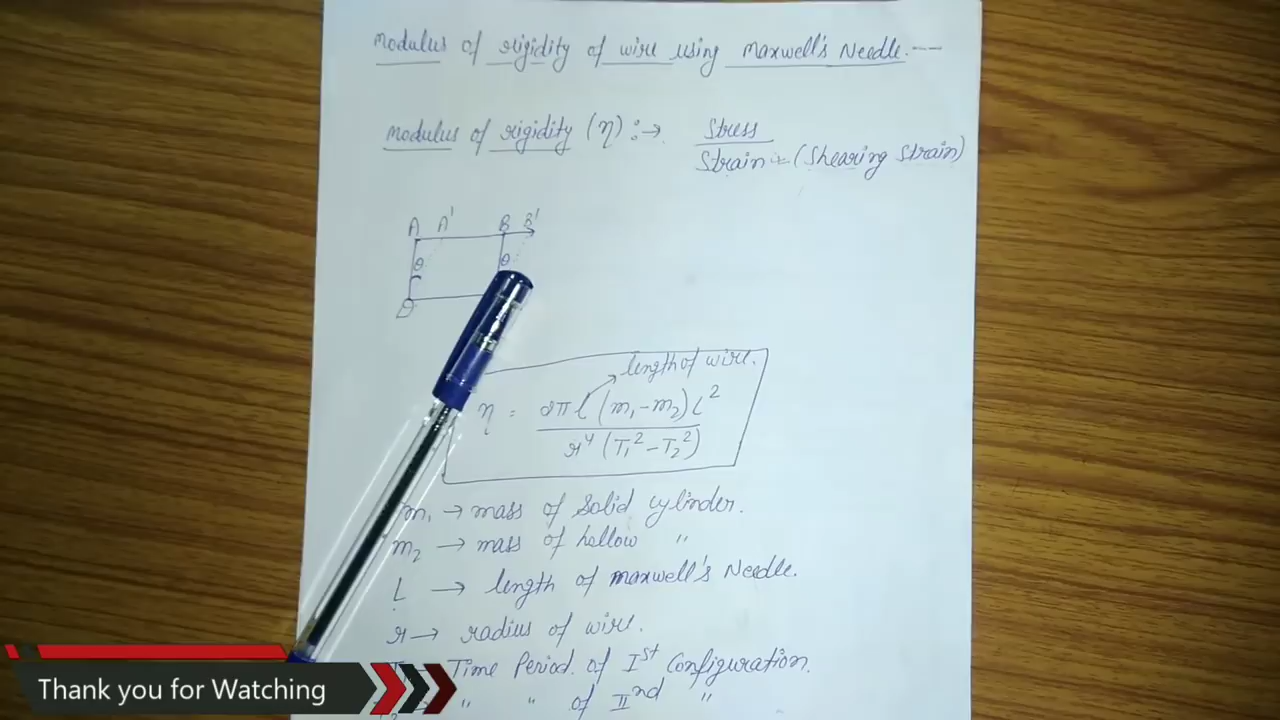 Modulus of rigidity of wire using Maxwell's Needle.---
Modulus of rigidity (η) :→ Stress
Strain = (Shearing Strain)
A A' B B'
θ θ
D
length of wire.
η = 2πl (m₁-m₂)L²
r⁴ (T₁² - T₂²)
m₁ → mass of Solid cylinder.
m₂ → mass of hollow "
L → length of maxwell's Needle.
r → radius of wire.
Time Period. of Iˢᵗ Configuration.
→ " " of IIⁿᵈ "
Thank you for Watching